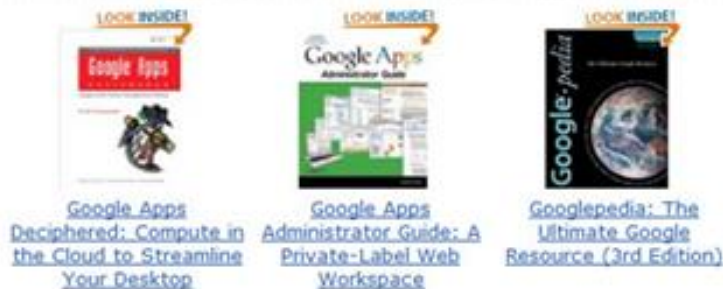 LOOK INSIDE!
LOOK INSIDE!
LOOK INSIDE!
Google Apps
Google Apps
Administrator Guide
Google·pedia
Google Apps
Deciphered: Compute in
the Cloud to Streamline
Your Desktop
Google Apps
Administrator Guide: A
Private-Label Web
Workspace
Googlepedia: The
Ultimate Google
Resource (3rd Edition)